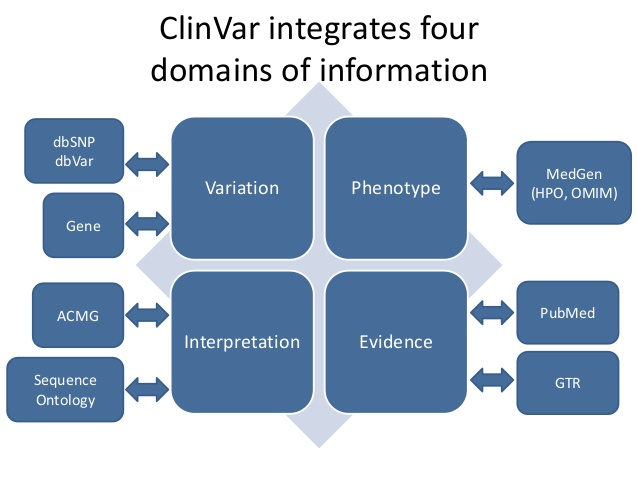 ClinVar integrates four
domains of information
dbSNP
dbVar
Gene
Variation
Phenotype
MedGen
(HPO, OMIM)
ACMG
Sequence
Ontology
Interpretation
Evidence
PubMed
GTR